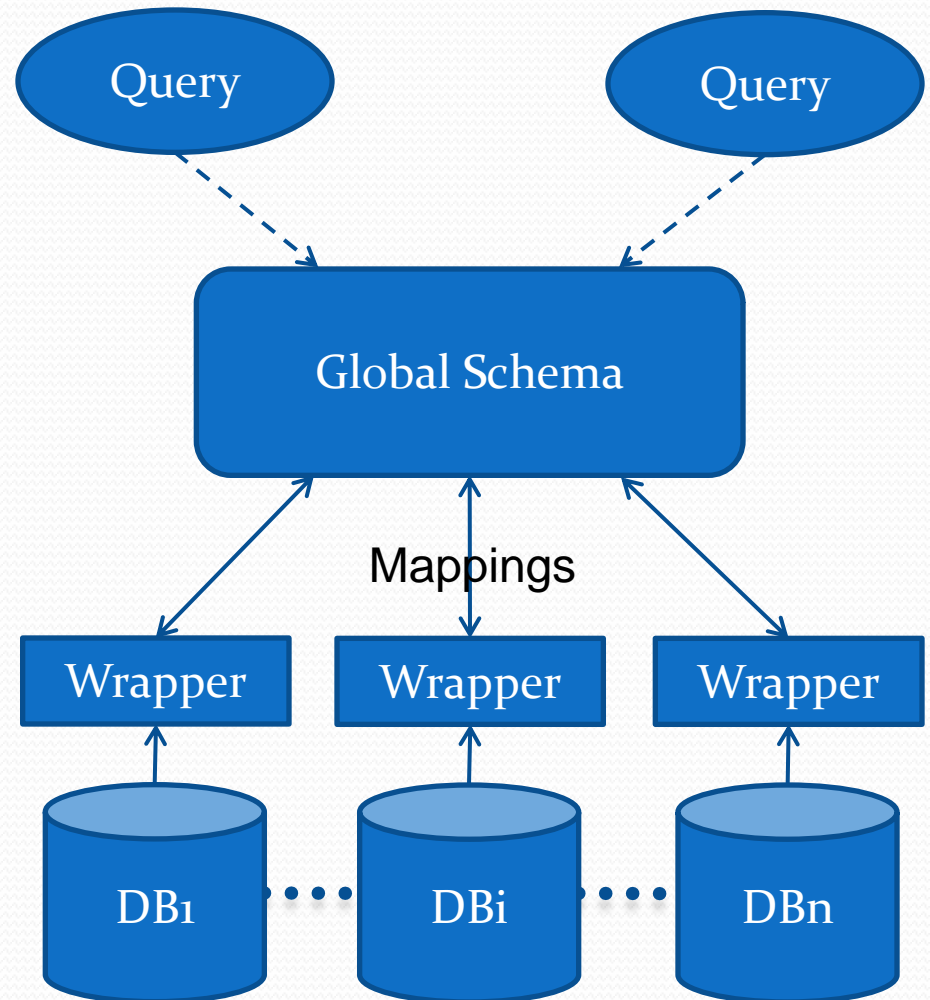 Query
Query
Global Schema
Mappings
Wrapper
Wrapper
Wrapper
DB1
DBi
DBn